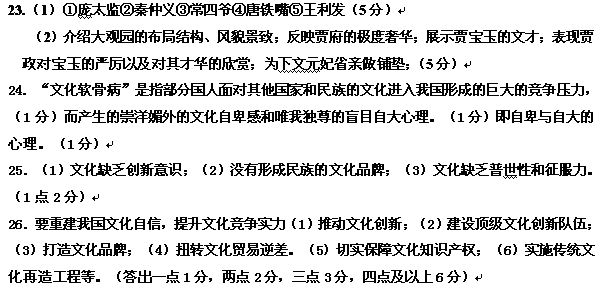 23.（1）①庞太监②秦仲义③常四爷④唐铁嘴⑤王利发（5分）
（2）介绍大观园的布局结构、风貌景致；反映贾府的极度奢华；展示贾宝玉的文才；表现贾
政对宝玉的严厉以及对其才华的欣赏；为下文元妃省亲做铺垫；（5分）
24.“文化软骨病”是指部分国人面对其他国家和民族的文化进入我国形成的巨大的竞争压力，
（1分）而产生的崇洋媚外的文化自卑感和唯我独尊的盲目自大心理。（1分）即自卑与自大的
心理。（1分）
25.（1）文化缺乏创新意识；（2）没有形成民族的文化品牌；（3）文化缺乏普世性和征服力。
（1点2分）
26.要重建我国文化自信，提升文化竞争实力（1）推动文化创新；（2）建设顶级文化创新队伍；
（3）打造文化品牌；（4）扭转文化贸易逆差。（5）切实保障文化知识产权；（6）实施传统文
化再造工程等。（答出一点1分，两点2分，三点3分，四点及以上6分）